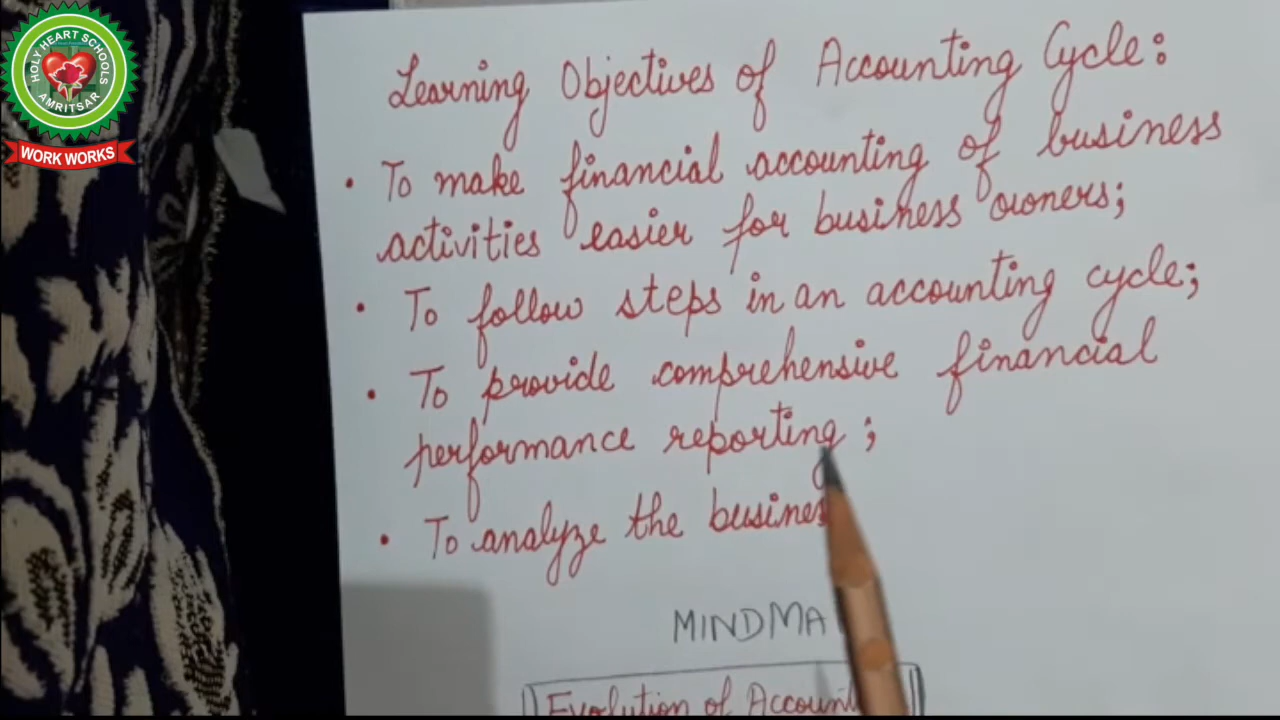 HOLY HEART SCHOOLS
AMRITSAR
WORK WORKS
Learning Objectives of Accounting Cycle:
• To make financial accounting of business
activities easier for business owners;
• To follow steps in an accounting cycle;
• To provide comprehensive financial
performance reporting;
• To analyze the
MINDMA
Evolution of